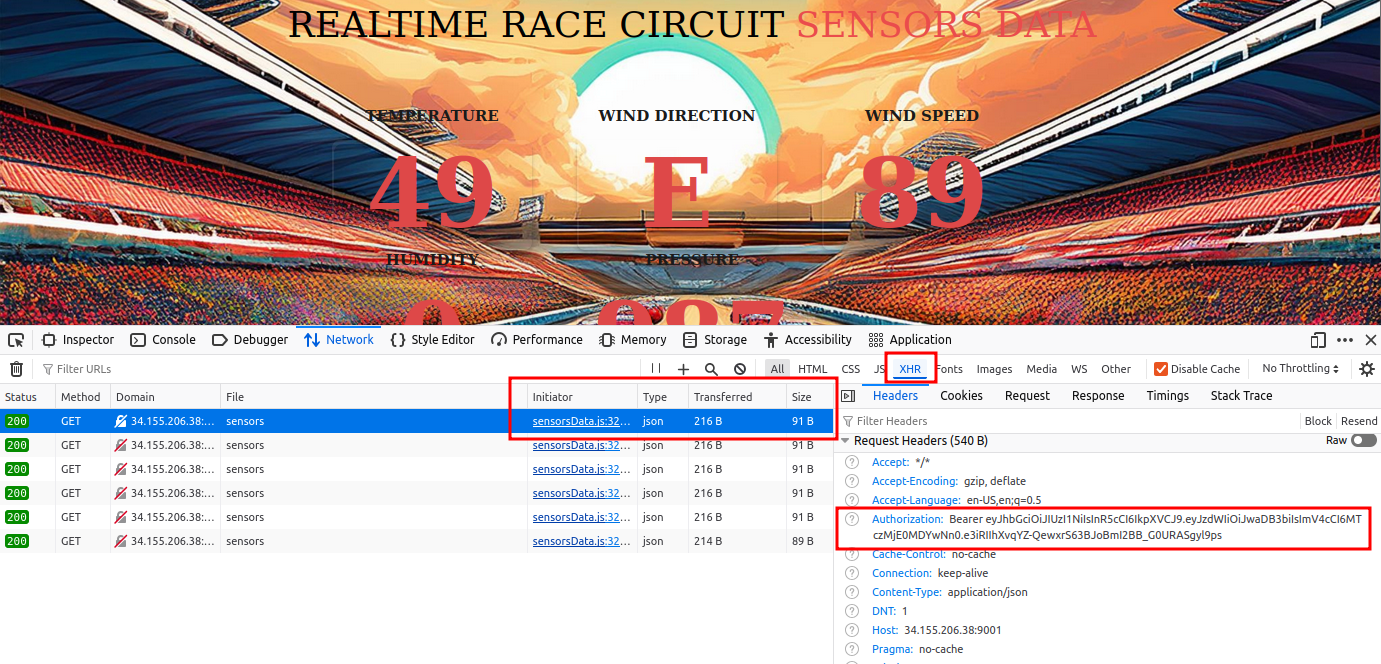 REALTIME RACE CIRCUIT SENSORS DATA
TEMPERATURE WIND DIRECTION WIND SPEED
49 E 89
HUMIDITY PRESSURE
Inspector Console Debugger Network Style Editor Performance Memory Storage Accessibility Application
Filter URLs All HTML CSS JS XHR Fonts Images Media WS Other Disable Cache No Throttling
Status Method Domain File Initiator Type Transferred Size
200 GET 34.155.206.38:... sensors sensorsData.js:32... json 216 B 91 B
200 GET 34.155.206.38:... sensors sensorsData.js:32... json 216 B 91 B
200 GET 34.155.206.38:... sensors sensorsData.js:32... json 216 B 91 B
200 GET 34.155.206.38:... sensors sensorsData.js:32... json 216 B 91 B
200 GET 34.155.206.38:... sensors sensorsData.js:32... json 216 B 91 B
200 GET 34.155.206.38:... sensors sensorsData.js:32... json 214 B 89 B
Headers Cookies Request Response Timings Stack Trace
Filter Headers Block Resend
Request Headers (540 B) Raw
Accept: */*
Accept-Encoding: gzip, deflate
Accept-Language: en-US,en;q=0.5
Authorization: Bearer
Cache-Control: no-cache
Connection: keep-alive
Content-Type: application/json
DNT: 1
Host: 34.155.206.38:9001
Pragma: no-cache